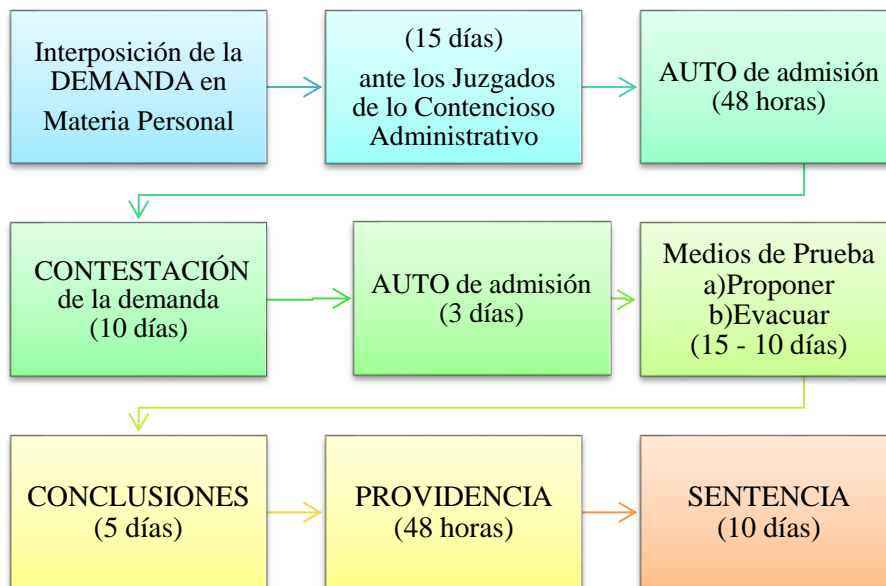 Interposición de la
DEMANDA en
Materia Personal
(15 días)
ante los Juzgados
de lo Contencioso
Administrativo
AUTO de admisión
(48 horas)
CONTESTACIÓN
de la demanda
(10 días)
AUTO de admisión
(3 días)
Medios de Prueba
a)Proponer
b)Evacuar
(15 - 10 días)
CONCLUSIONES
(5 días)
PROVIDENCIA
(48 horas)
SENTENCIA
(10 días)